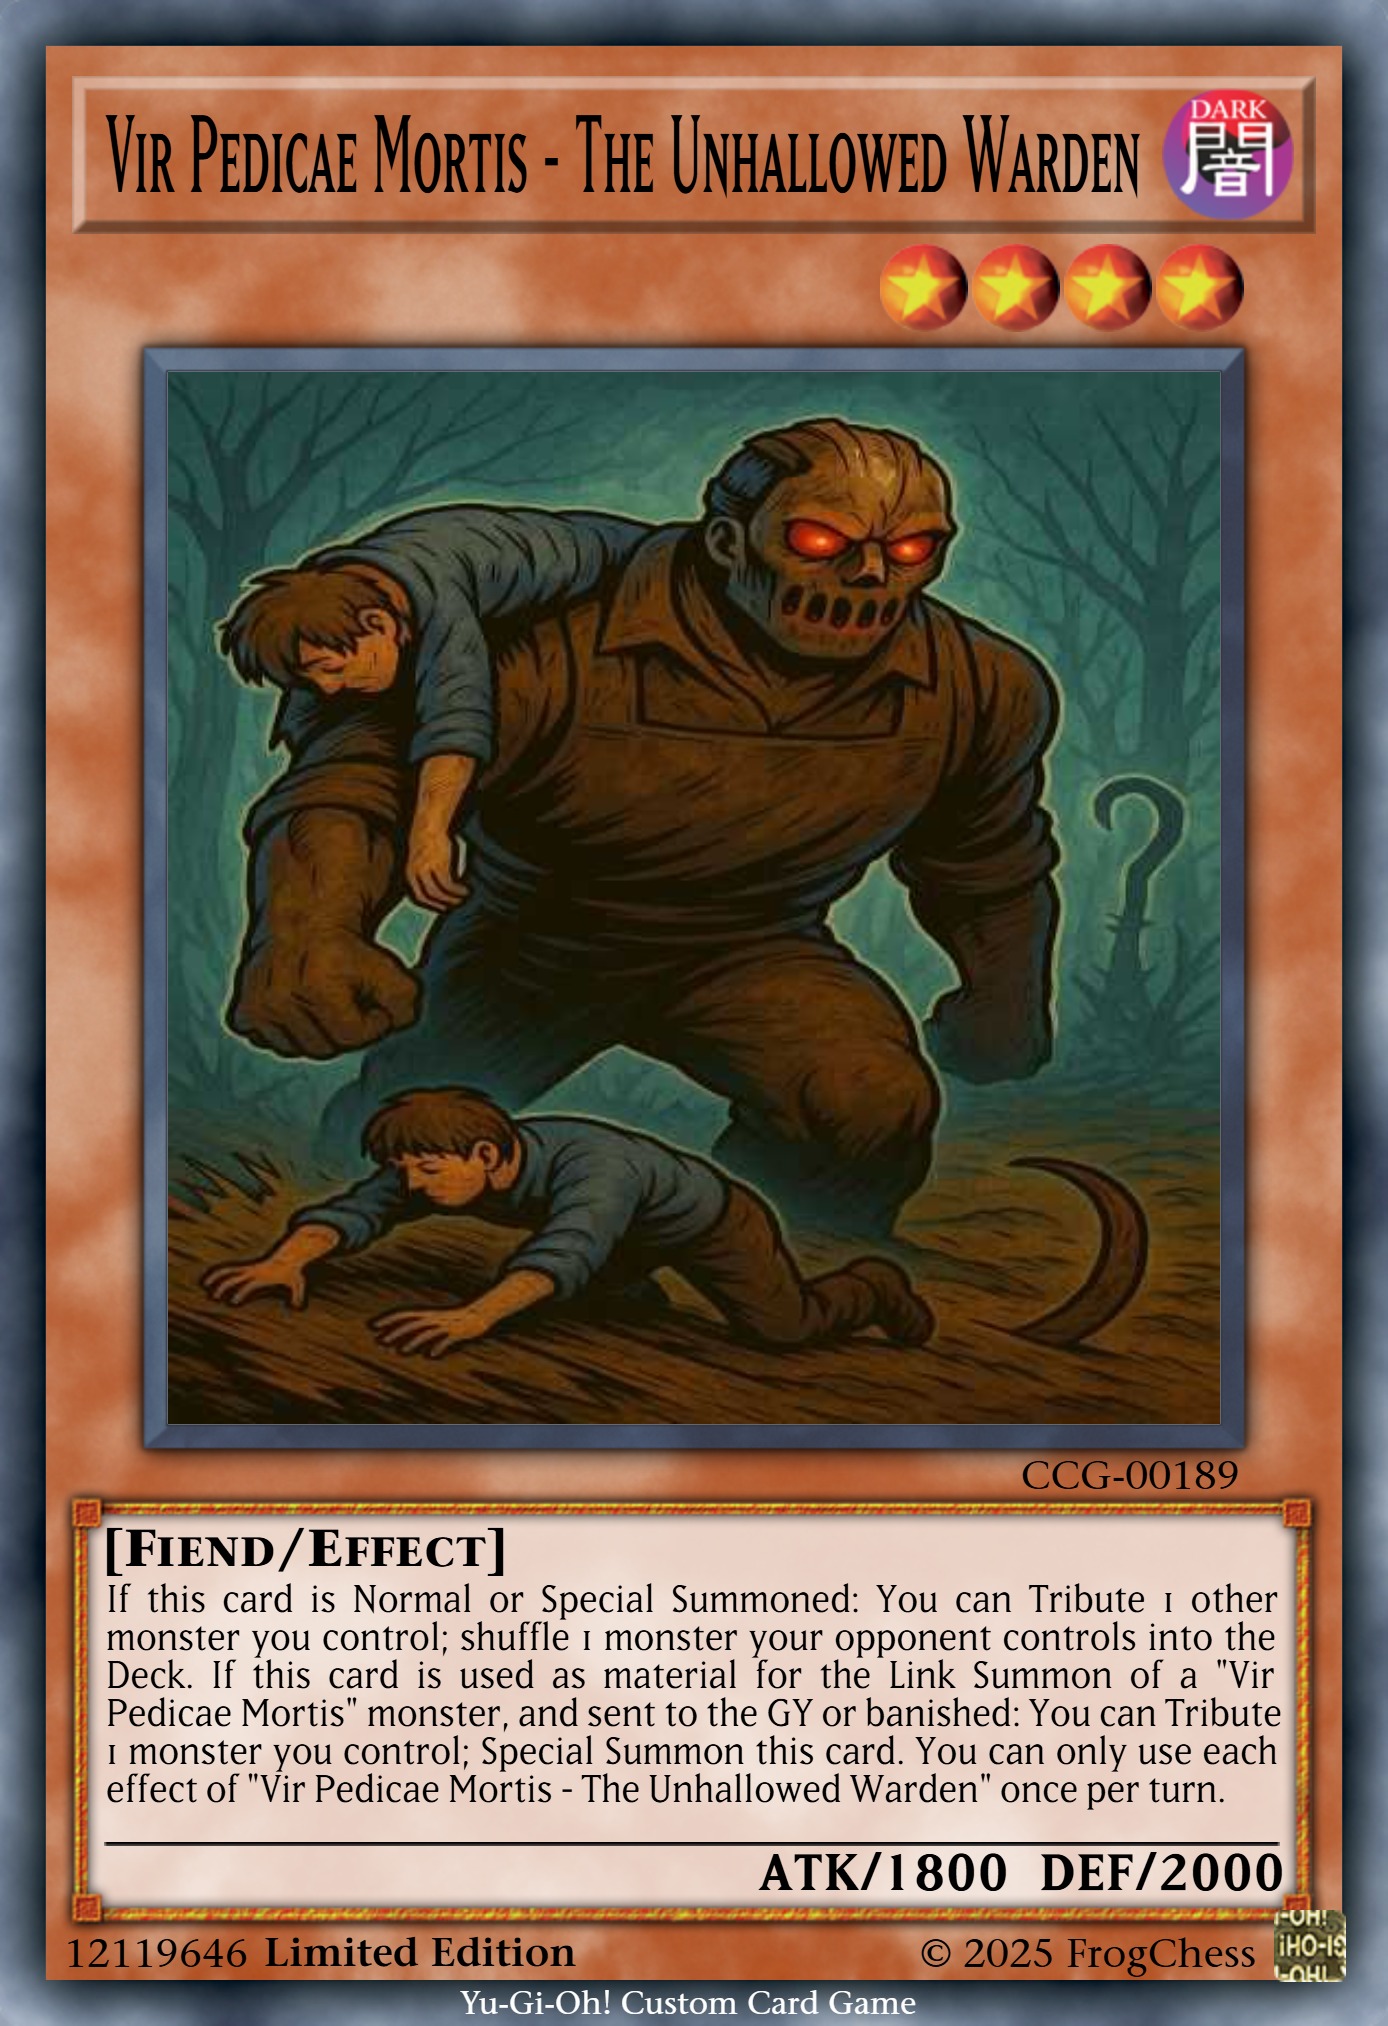 Vir Pedicae Mortis - The Unhallowed Warden
DARK
闇
CCG-00189
[Fiend/Effect]
If this card is Normal or Special Summoned: You can Tribute 1 other
monster you control; shuffle 1 monster your opponent controls into the
Deck. If this card is used as material for the Link Summon of a "Vir
Pedicae Mortis" monster, and sent to the GY or banished: You can Tribute
1 monster you control; Special Summon this card. You can only use each
effect of "Vir Pedicae Mortis - The Unhallowed Warden" once per turn.
ATK/1800 DEF/2000
12119646 Limited Edition
© 2025 FrogChess
Yu-Gi-Oh! Custom Card Game